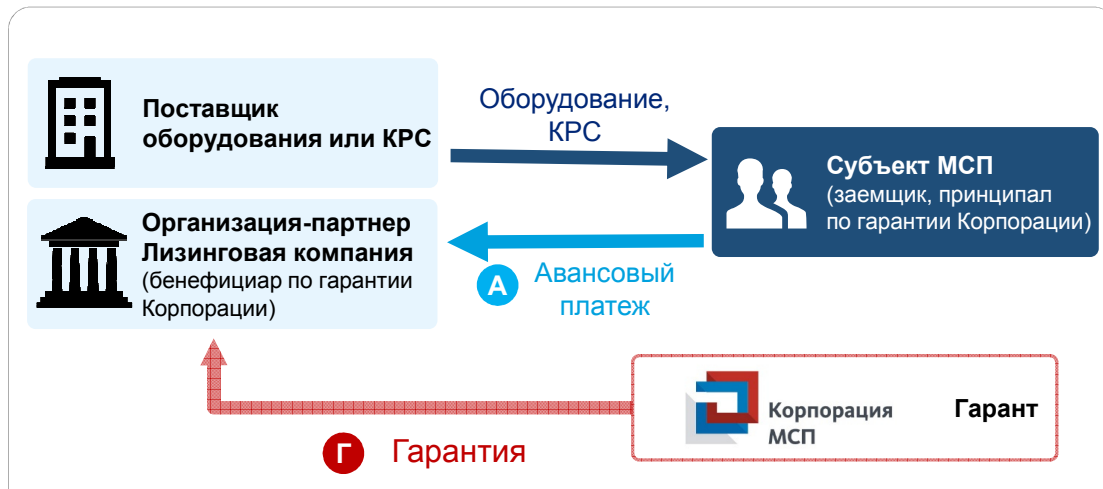 Поставщик
оборудования или КРС
Оборудование,
КРС
Субъект МСП
(заемщик, принципал
по гарантии Корпорации)
Организация-партнер
Лизинговая компания
(бенефициар по гарантии
Корпорации)
А
Авансовый
платеж
Корпорация
МСП
Гарант
Г
Гарантия